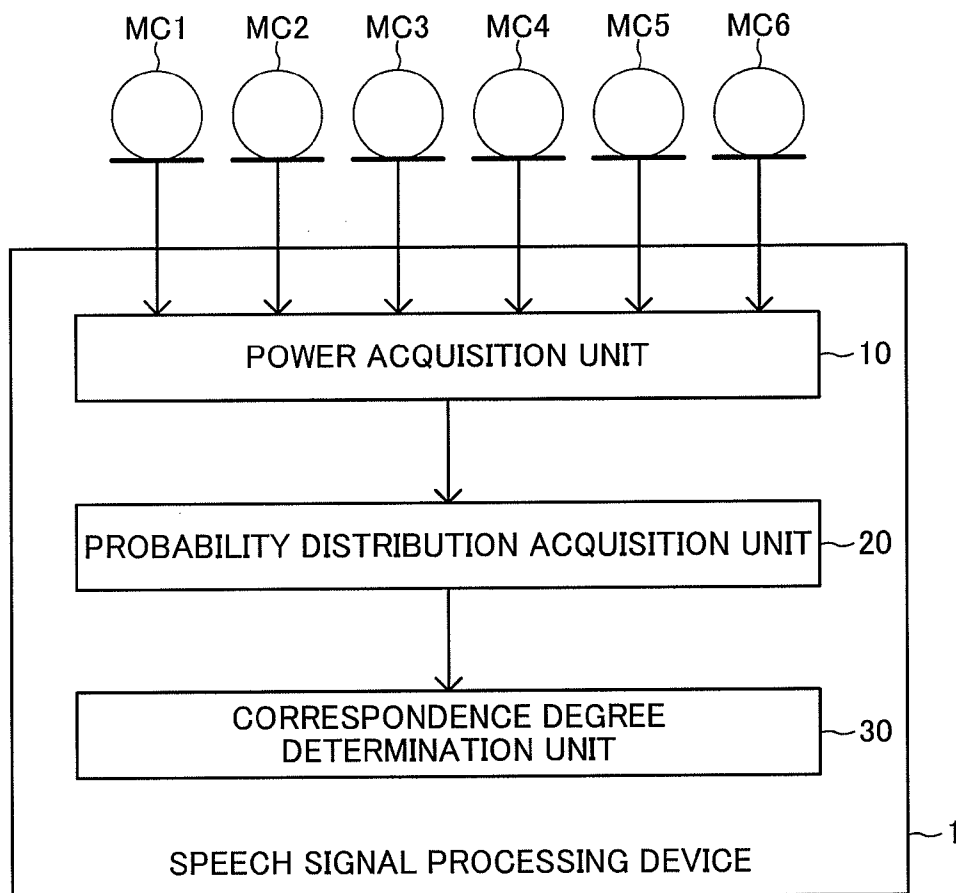 MC1 MC2 MC3 MC4 MC5 MC6
POWER ACQUISITION UNIT 10
PROBABILITY DISTRIBUTION ACQUISITION UNIT 20
CORRESPONDENCE DEGREE
DETERMINATION UNIT 30
1
SPEECH SIGNAL PROCESSING DEVICE